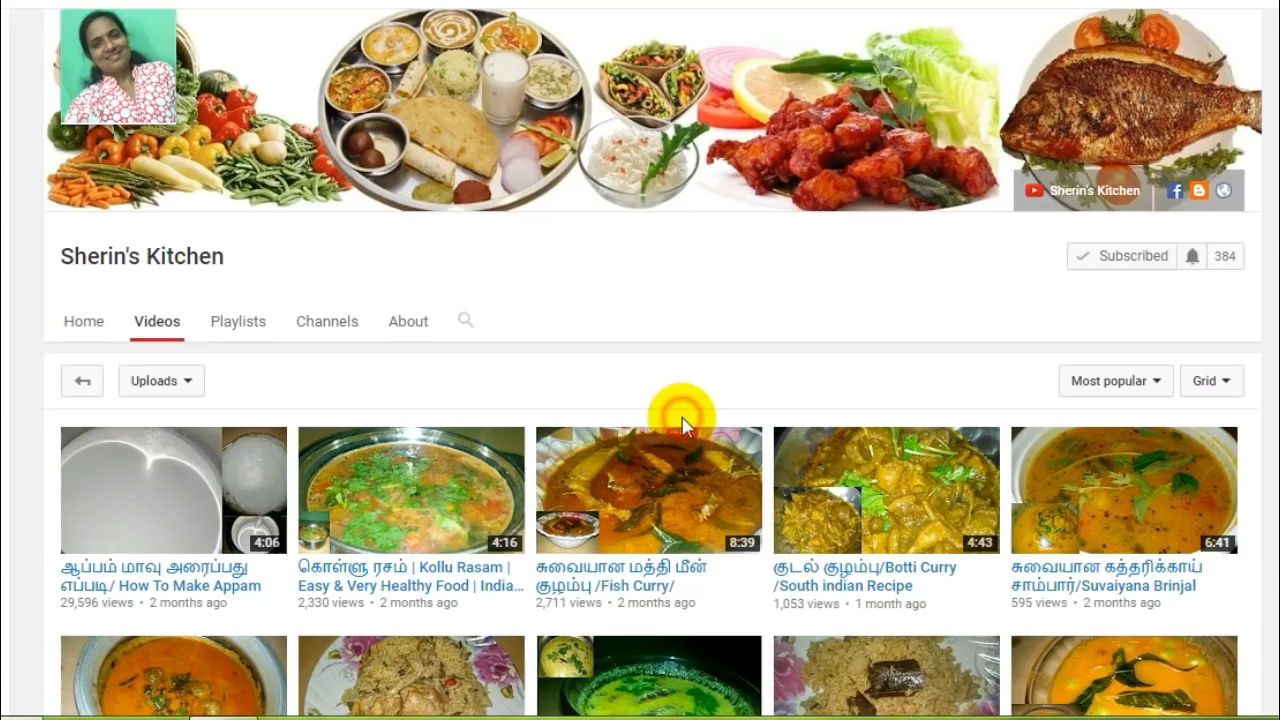 Sherin's Kitchen
Sherin's Kitchen
Subscribed
384
Home
Videos
Playlists
Channels
About
Uploads
Most popular
Grid
4:06
4:16
8:39
4:43
6:41
ஆப்பம் மாவு அரைப்பது
எப்படி/ How To Make Appam
29,596 views • 2 months ago
கொள்ளு ரசம் | Kollu Rasam |
Easy & Very Healthy Food | India...
2,330 views • 2 months ago
சுவையான மத்தி மீன்
குழம்பு /Fish Curry/
2,711 views • 2 months ago
குடல் குழம்பு/Botti Curry
/South indian Recipe
1,053 views • 1 month ago
சுவையான கத்தரிக்காய்
சாம்பார்/Suvaiyana Brinjal
595 views • 2 months ago